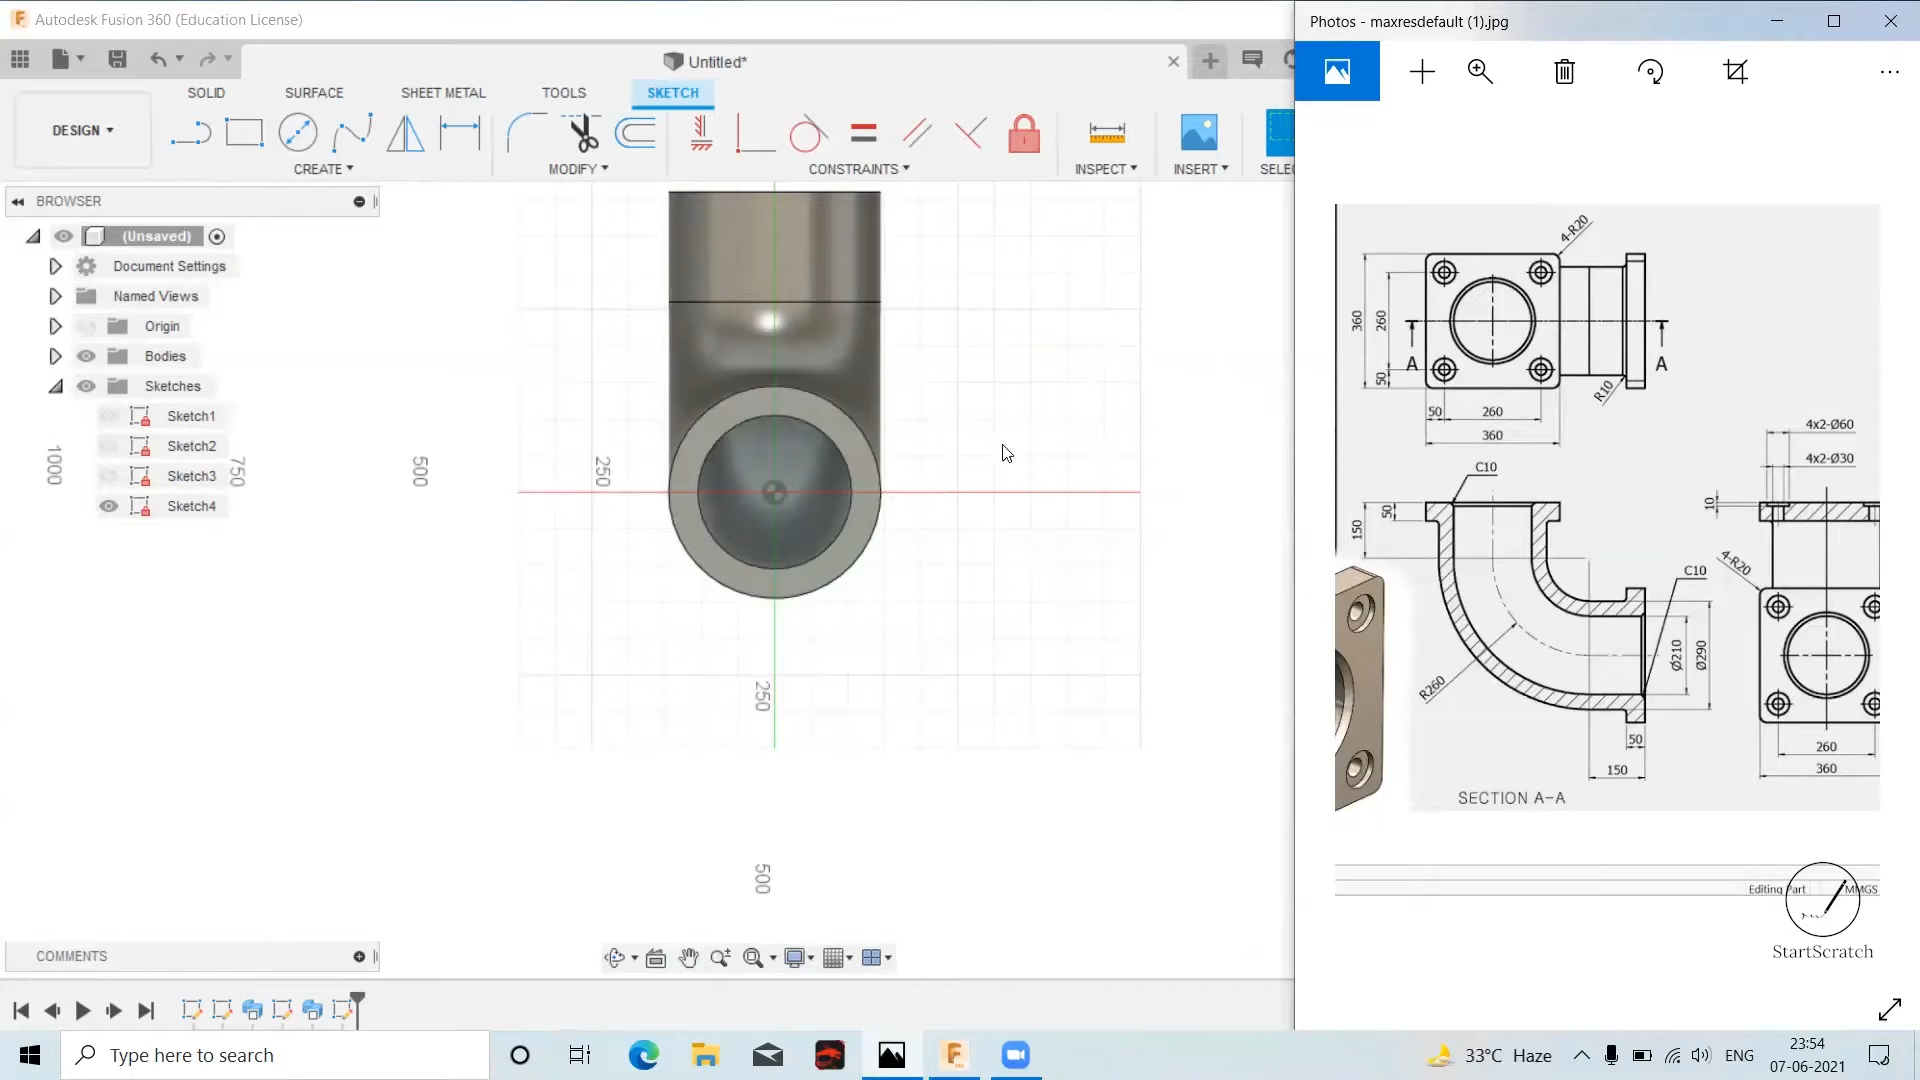 Autodesk Fusion 360 (Education License)
Photos - maxresdefault (1).jpg
Untitled*
SOLID
SURFACE
SHEET METAL
TOOLS
SKETCH
DESIGN
CREATE
MODIFY
CONSTRAINTS
INSPECT
INSERT
SELEC
BROWSER
(Unsaved)
Document Settings
Named Views
Origin
Bodies
Sketches
Sketch1
Sketch2
Sketch3
Sketch4
1000
750
500
250
250
500
4-R20
360
260
50
A
A
R10
50
260
360
4x2-Ø60
4x2-Ø30
C10
150
50
10
4-R20
C10
Ø210
Ø290
R260
50
150
260
360
SECTION A-A
Editing Part
MMGS
StartScratch
COMMENTS
Type here to search
33°C Haze
ENG
23:54
07-06-2021